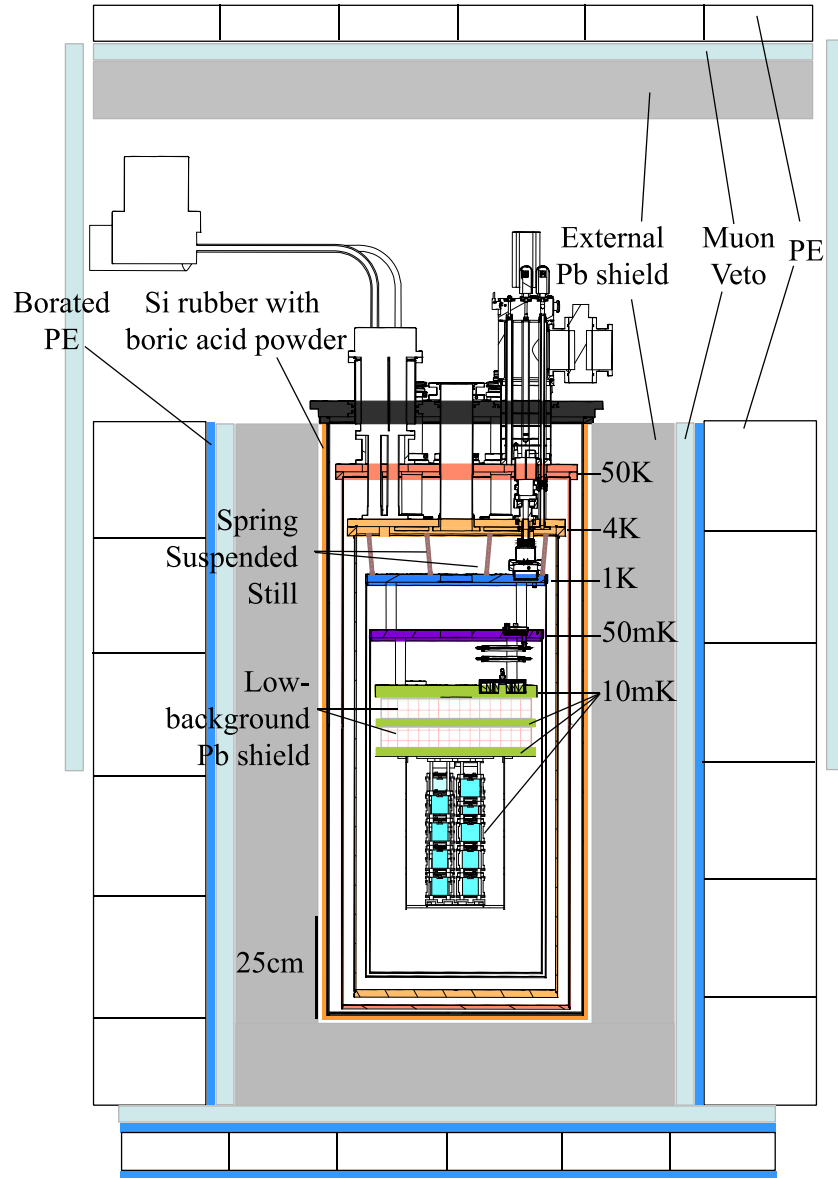 External
Pb shield
Muon
Veto
PE
Borated
PE
Si rubber with
boric acid powder
50K
4K
Spring
Suspended
Still
1K
50mK
Low-
background
Pb shield
10mK
25cm